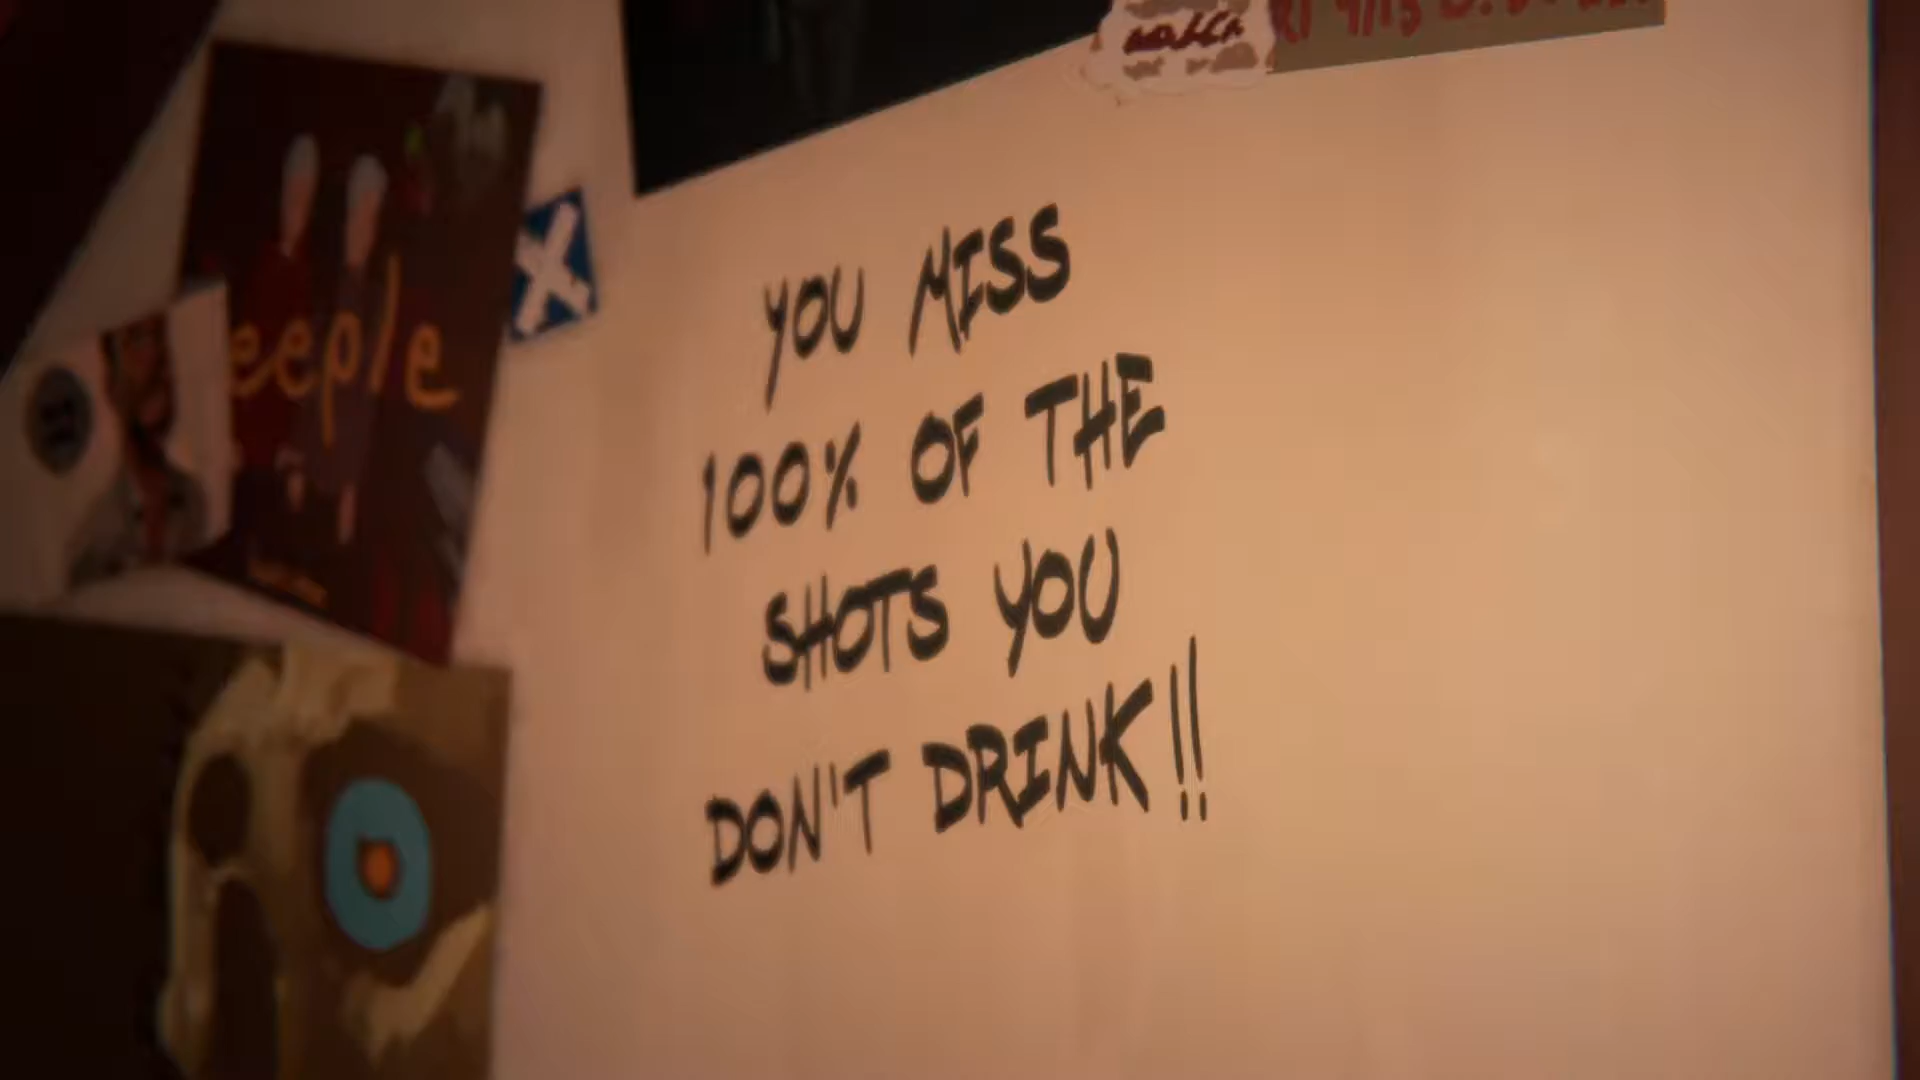 eeple
YOU MISS
100% OF THE
SHOTS YOU
DON'T DRINK!!